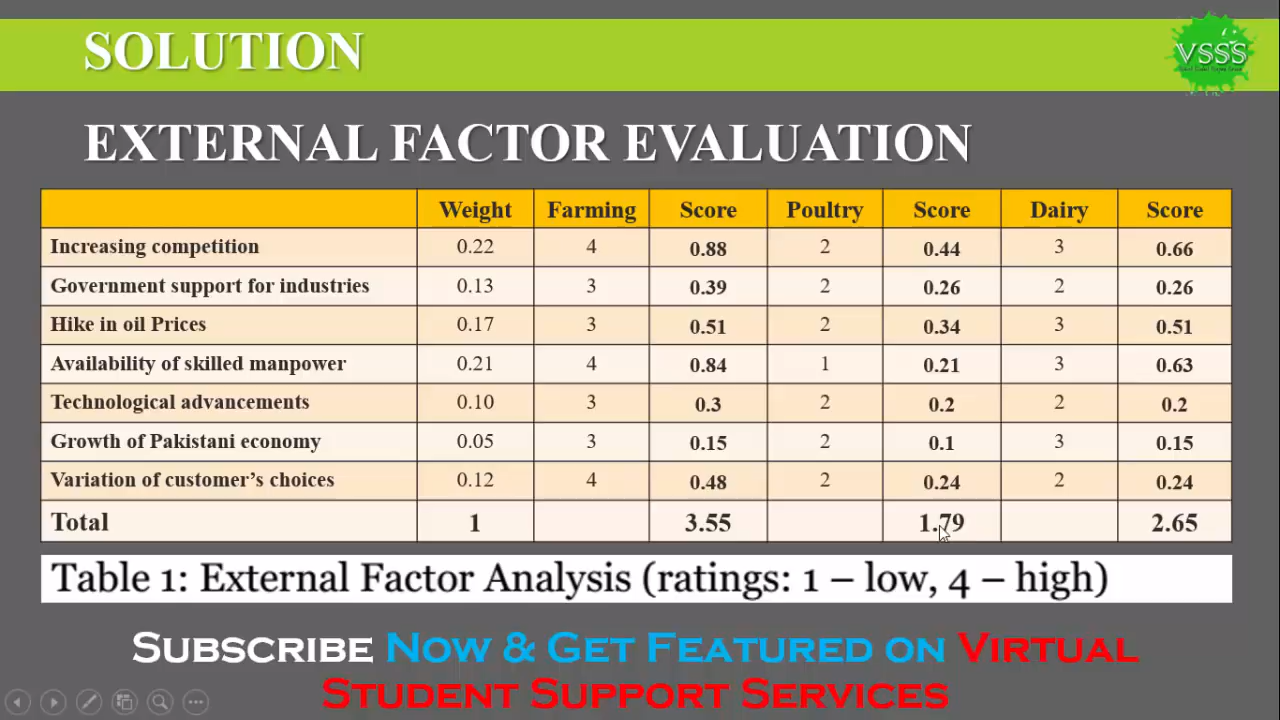 SOLUTION
VSSS
EXTERNAL FACTOR EVALUATION
Weight Farming Score Poultry Score Dairy Score
Increasing competition 0.22 4 0.88 2 0.44 3 0.66
Government support for industries 0.13 3 0.39 2 0.26 2 0.26
Hike in oil Prices 0.17 3 0.51 2 0.34 3 0.51
Availability of skilled manpower 0.21 4 0.84 1 0.21 3 0.63
Technological advancements 0.10 3 0.3 2 0.2 2 0.2
Growth of Pakistani economy 0.05 3 0.15 2 0.1 3 0.15
Variation of customer's choices 0.12 4 0.48 2 0.24 2 0.24
Total 1 3.55 1.79 2.65
Table 1: External Factor Analysis (ratings: 1 – low, 4 – high)
SUBSCRIBE NOW & GET FEATURED ON VIRTUAL
STUDENT SUPPORT SERVICES